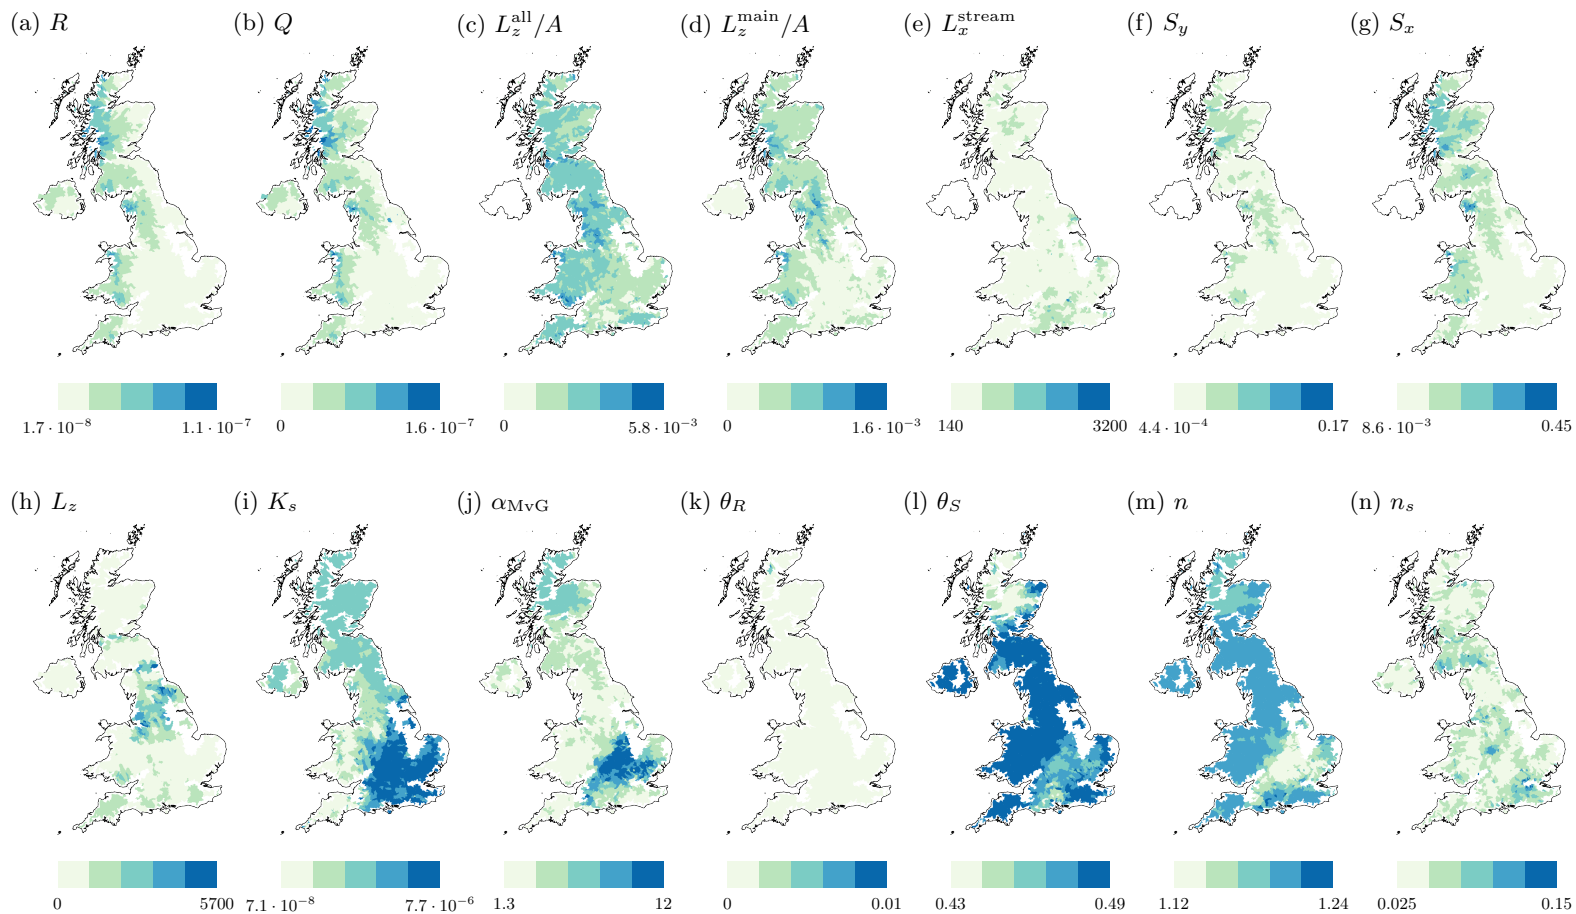 (a) R (b) Q (c) L_z^all/A (d) L_z^main/A (e) L_x^stream (f) S_y (g) S_x
1.7 · 10⁻⁸ 1.1 · 10⁻⁷ 0 1.6 · 10⁻⁷ 0 5.8 · 10⁻³ 0 1.6 · 10⁻³ 140 3200 4.4 · 10⁻⁴ 0.17 8.6 · 10⁻³ 0.45
(h) L_z (i) K_s (j) α_MvG (k) θ_R (l) θ_S (m) n (n) n_s
0 5700 7.1 · 10⁻⁸ 7.7 · 10⁻⁶ 1.3 12 0 0.01 0.43 0.49 1.12 1.24 0.025 0.15